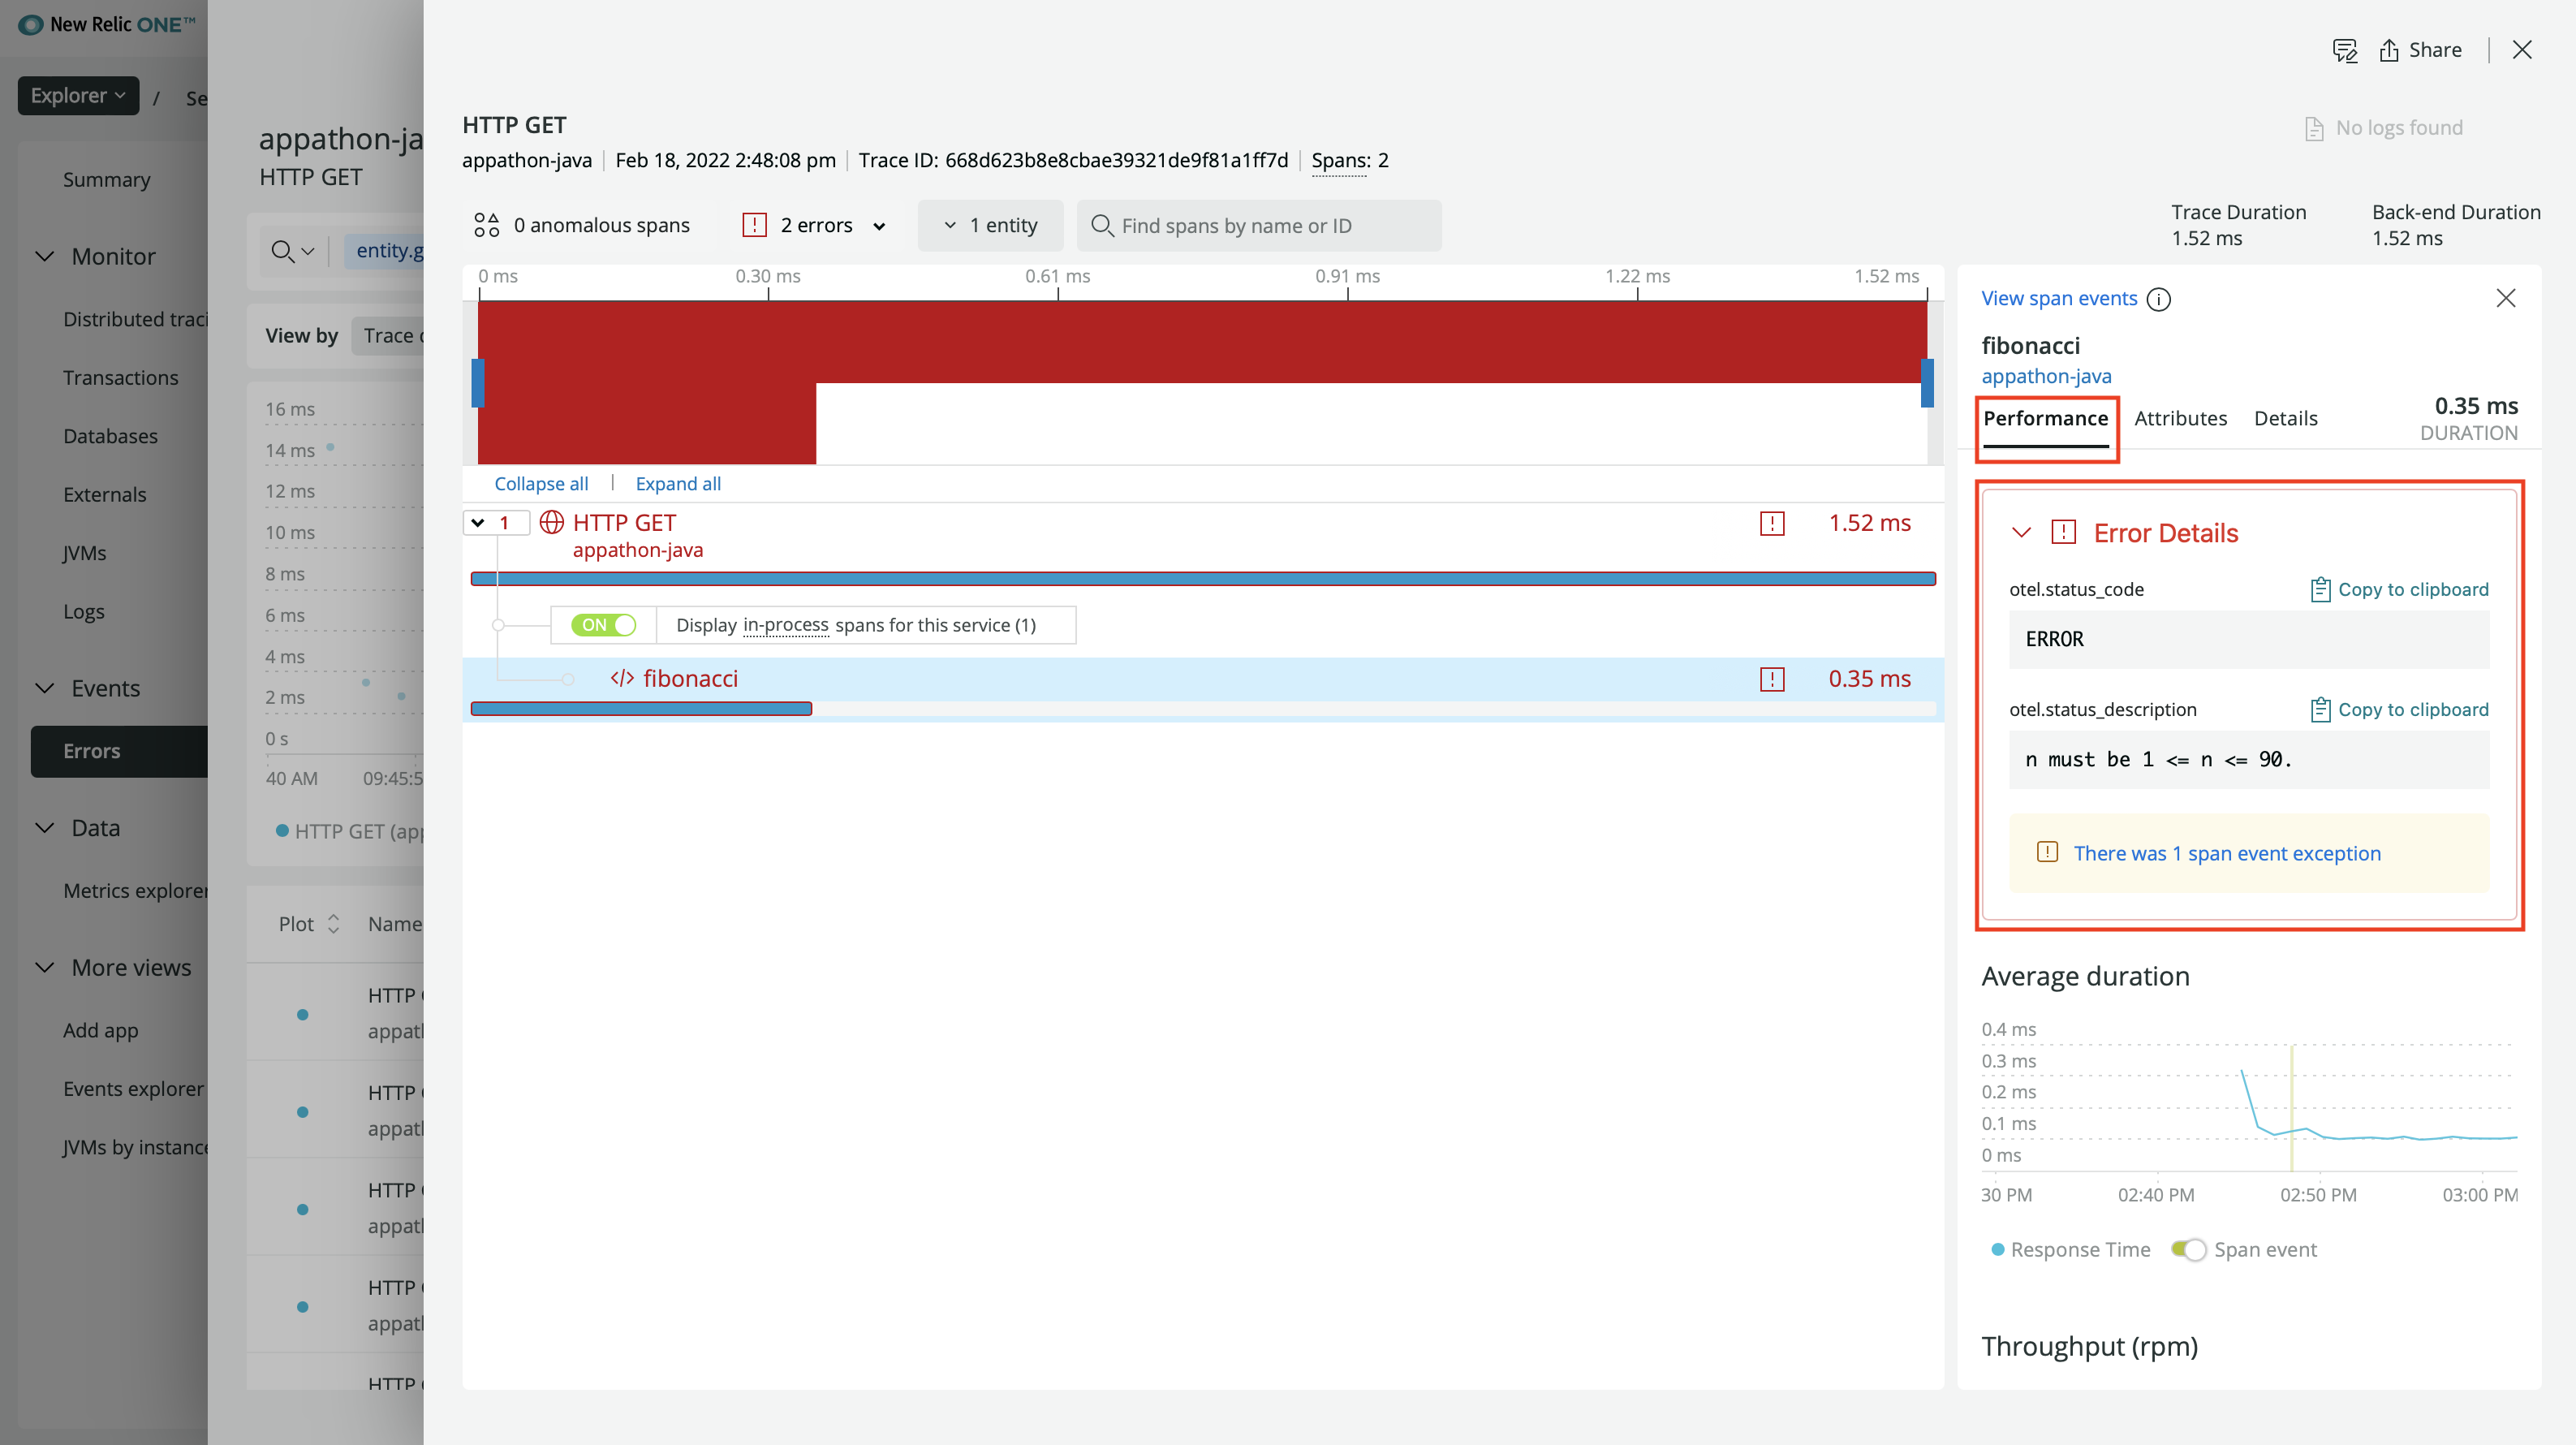 New Relic ONE™
Explorer / Se
Summary
Monitor
Distributed traci
Transactions
Databases
Externals
JVMs
Logs
Events
Errors
Data
Metrics explorer
More views
Add app
Events explorer
JVMs by instance
appathon-ja
HTTP GET
entity.g
View by Trace
16 ms
14 ms
12 ms
10 ms
8 ms
6 ms
4 ms
2 ms
0 s
40 AM 09:45:5
HTTP GET (app
Plot Name
HTTP
appath
HTTP
appath
HTTP
appath
HTTP
appath
HTTP
Share
HTTP GET
No logs found
appathon-java Feb 18, 2022 2:48:08 pm Trace ID: 668d623b8e8cbae39321de9f81a1ff7d Spans: 2
0 anomalous spans 2 errors 1 entity Find spans by name or ID
Trace Duration
1.52 ms
Back-end Duration
1.52 ms
0 ms 0.30 ms 0.61 ms 0.91 ms 1.22 ms 1.52 ms
Collapse all | Expand all
1 HTTP GET 1.52 ms
appathon-java
ON Display in-process spans for this service (1)
</> fibonacci 0.35 ms
View span events
fibonacci
appathon-java
Performance Attributes Details
0.35 ms
DURATION
Error Details
otel.status_code Copy to clipboard
ERROR
otel.status_description Copy to clipboard
n must be 1 <= n <= 90.
There was 1 span event exception
Average duration
0.4 ms
0.3 ms
0.2 ms
0.1 ms
0 ms
30 PM 02:40 PM 02:50 PM 03:00 PM
Response Time Span event
Throughput (rpm)